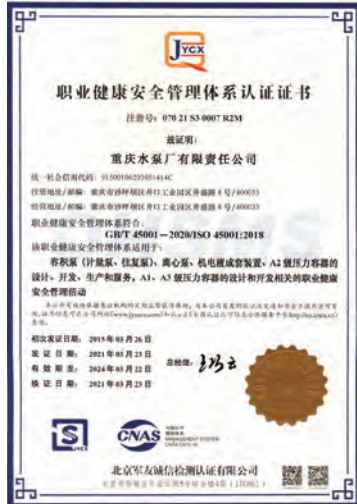 JYCX
职业健康安全管理体系认证证书
注册号：070 21 S3 0007 R2M
兹证明：
重庆水泵厂有限责任公司
统一社会信用代码：
注册地址/邮编：重庆市沙坪坝区井口工业园区井盛路8号/400033
经营地址/邮编：重庆市沙坪坝区井口工业园区井盛路8号/400033
职业健康安全管理体系符合：
GB/T 45001－2020/ISO 45001:2018
该职业健康安全管理体系适用于：
容积泵（计量泵、往复泵）、离心泵、机电液成套装置、A2级压力容器的
设计、开发、生产和服务，A1、A3级压力容器的设计和开发相关的职业健康
安全管理活动
初次发证日期：2015年03月26日
发证日期：2021年03月23日
有效期至：2024年03月22日
换证日期：2021年03月23日
总经理：
JYCX
CNAS
MANAGEMENT SYSTEM
北京军友诚信检测认证有限公司